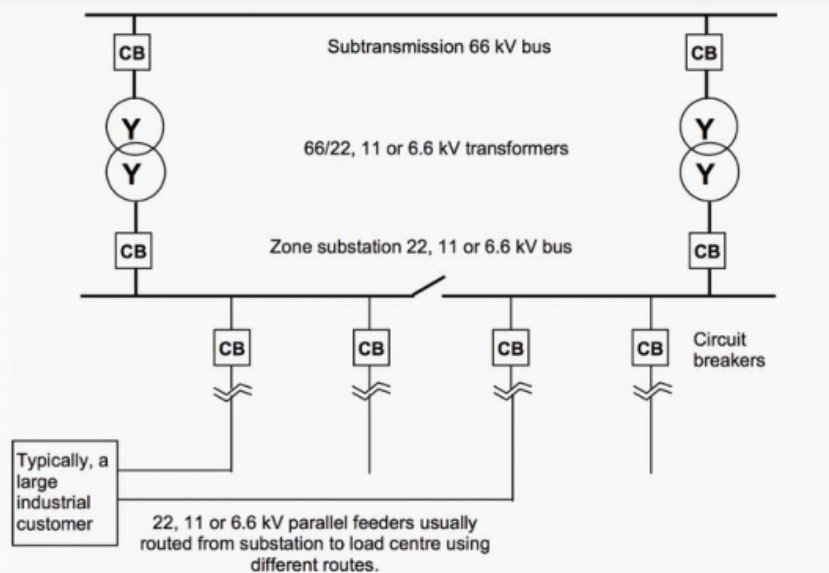 CB
Subtransmission 66 kV bus
CB
Y
Y
66/22, 11 or 6.6 kV transformers
Y
Y
CB
Zone substation 22, 11 or 6.6 kV bus
CB
CB
CB
CB
CB
Circuit
breakers
Typically, a
large
industrial
customer
22, 11 or 6.6 kV parallel feeders usually
routed from substation to load centre using
different routes.